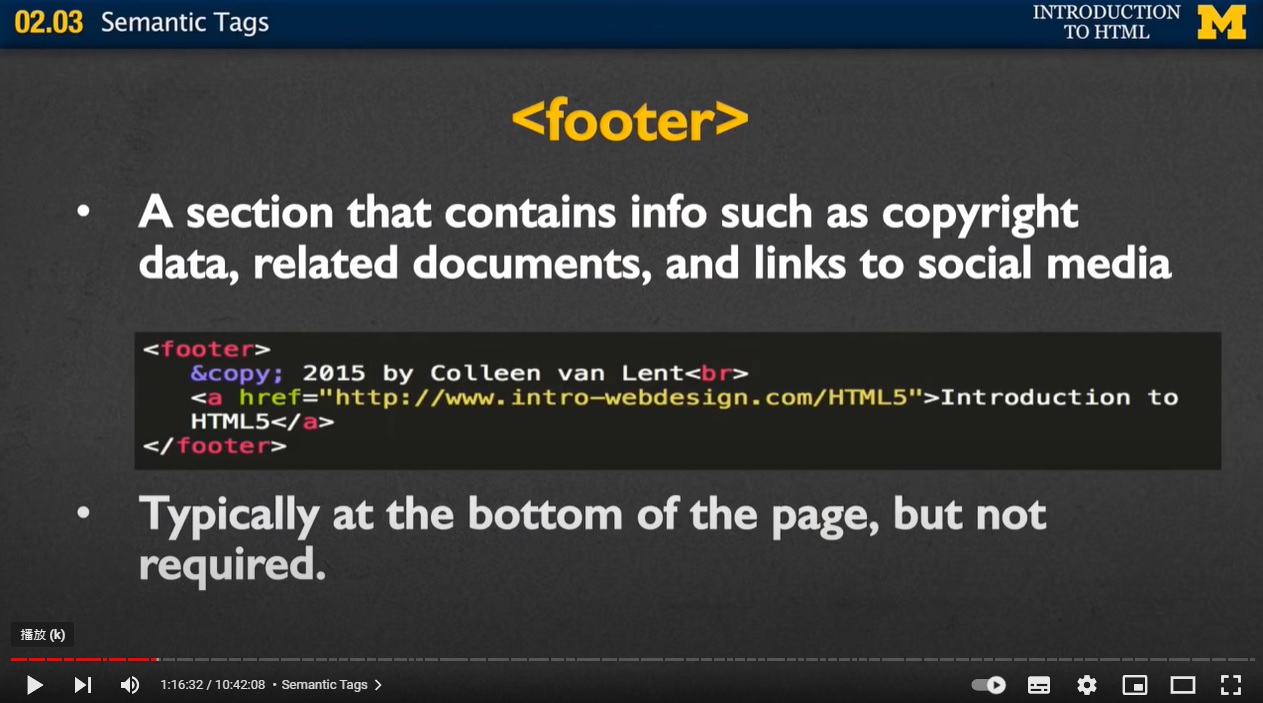 02.03 Semantic Tags
INTRODUCTION
TO HTML
M
<footer>
• A section that contains info such as copyright
data, related documents, and links to social media
<footer>
&copy; 2015 by Colleen van Lent<br>
<a href="http://www.intro-webdesign.com/HTML5">Introduction to
HTML5</a>
</footer>
• Typically at the bottom of the page, but not
required.
播放 (k)
1:16:32 / 10:42:08 • Semantic Tags >